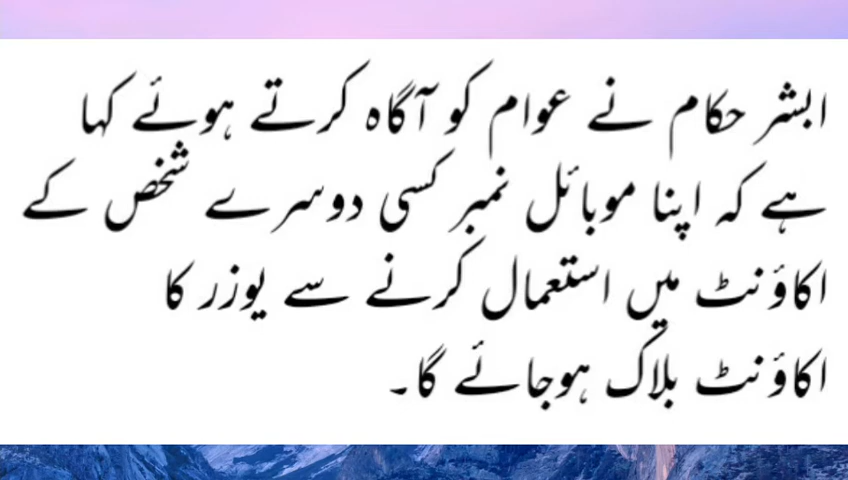 ابشر حکام نے عوام کو آگاہ کرتے ہوئے کہا
ہے کہ اپنا موبائل نمبر کسی دوسرے شخص کے
اکاؤنٹ میں استعمال کرنے سے یوزر کا
اکاؤنٹ بلاک ہوجائے گا۔